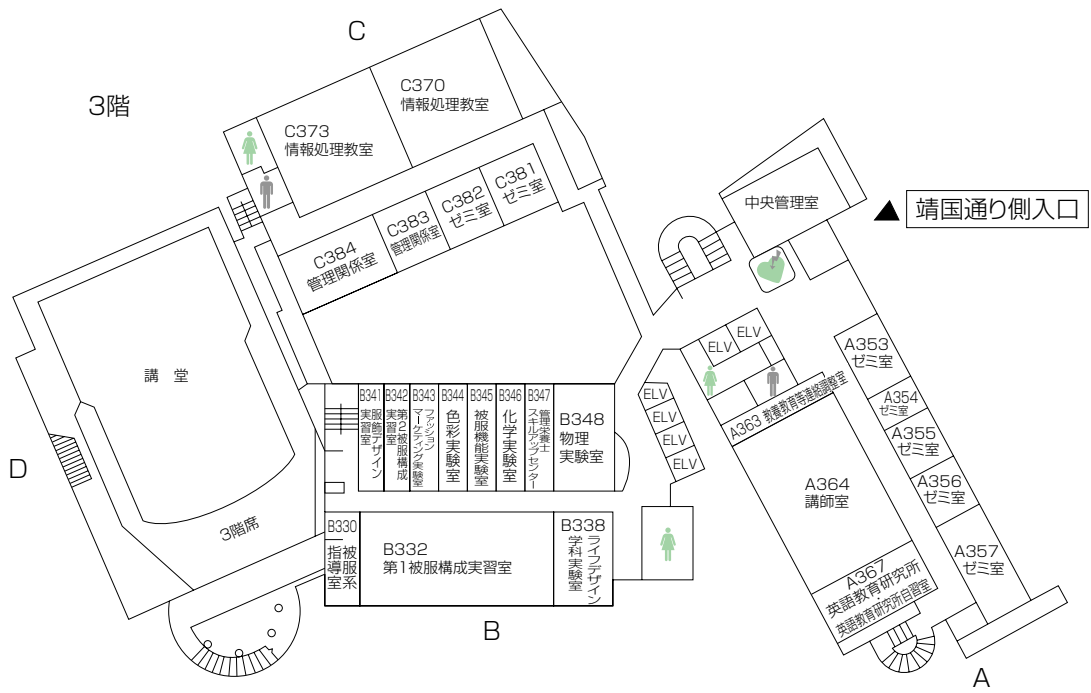 3階
C
C370
情報処理教室
C373
情報処理教室
C381
ゼミ室
C382
ゼミ室
C383
管理関係室
C384
管理関係室
中央管理室
▲ 靖国通り側入口
ELV
ELV
A353
ゼミ室
A354
ゼミ室
A355
ゼミ室
A356
ゼミ室
A357
ゼミ室
A363 教養教育等連絡調整室
A364
講師室
A367
英語教育研究所
・
英語教育研究所自習室
A
ELV
ELV
ELV
ELV
講 堂
3階席
D
B341
服飾デザイン
実習室
B342
第2被服構成
実習室
B343
ファッション
マーケティング実験室
B344
色彩実験室
B345
被服機能実験室
B346
化学実験室
B347
管理栄養士
スキルアップセンター
B348
物理
実験室
B330
被服系
指導室
B332
第1被服構成実習室
B338
ライフデザイン
学科実験室
B